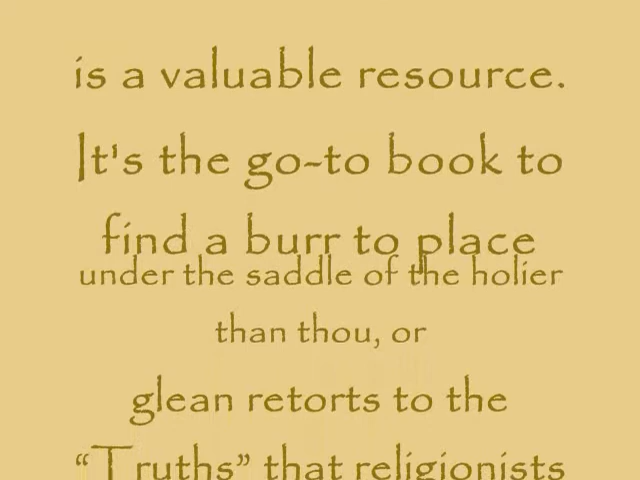 is a valuable resource.
It's the go-to book to
find a burr to place
under the saddle of the holier
than thou, or
glean retorts to the
“Truths” that religionists